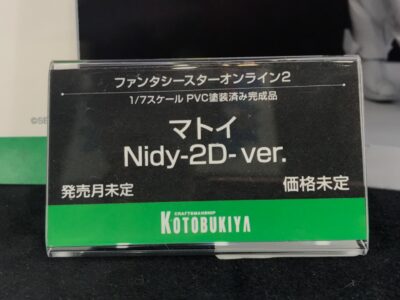 ©SE
ファンタシースターオンライン2
1/7スケール PVC塗装済み完成品
マトイ
Nidy-2D- ver.
発売月未定 価格未定
CRAFTSMANSHIP
KOTOBUKIYA